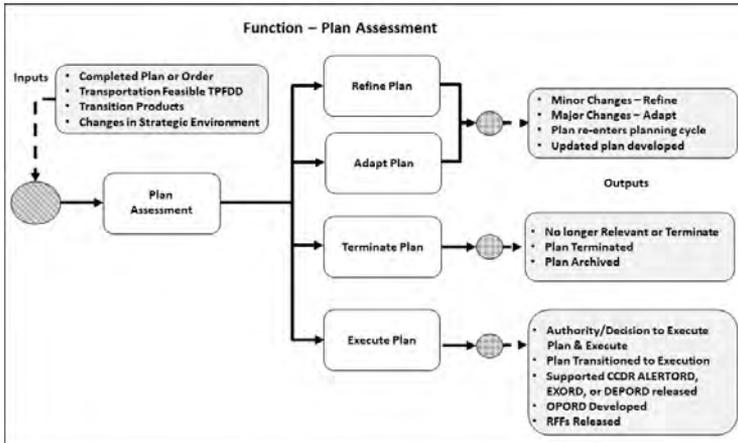 Function – Plan Assessment
Inputs
• Completed Plan or Order
• Transportation Feasible TPFDD
• Transition Products
• Changes in Strategic Environment
Plan
Assessment
Refine Plan
Adapt Plan
Terminate Plan
Execute Plan
• Minor Changes – Refine
• Major Changes – Adapt
• Plan re-enters planning cycle
• Updated plan developed
Outputs
• No longer Relevant or Terminate
• Plan Terminated
• Plan Archived
• Authority/Decision to Execute
Plan & Execute
• Plan Transitioned to Execution
• Supported CCDR ALERTORD,
EXORD, or DEPORD released
• OPORD Developed
• RFFs Released